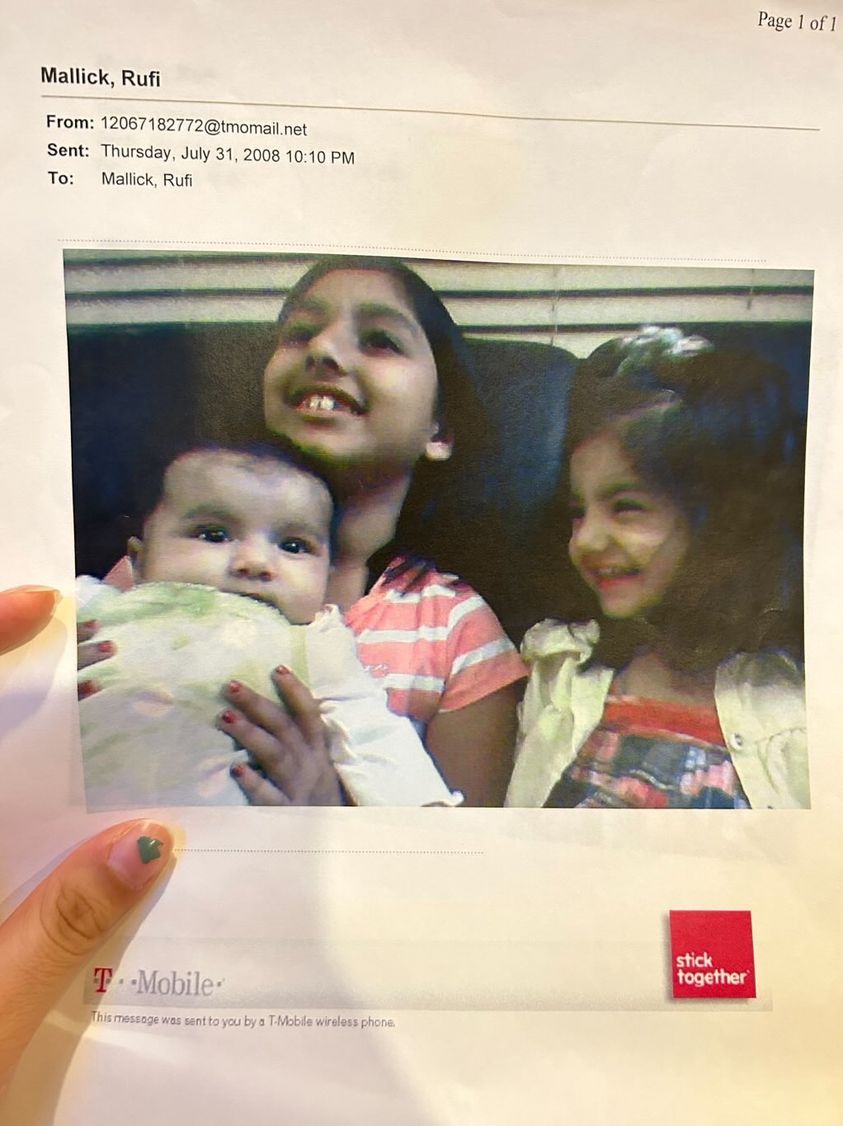 Page 1 of 1
Mallick, Rufi
From: 12067182772@tmomail.net
Sent: Thursday, July 31, 2008 10:10 PM
To: Mallick, Rufi
stick
together
T··Mobile·
This message was sent to you by a T-Mobile wireless phone.